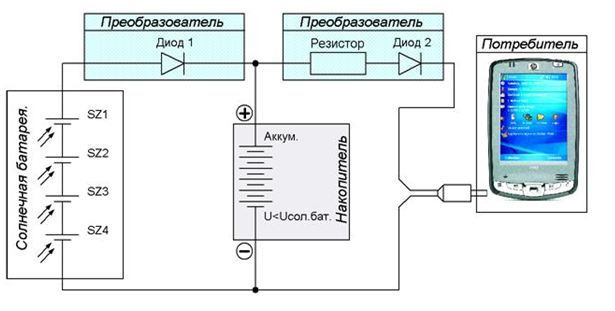 Преобразователь
Преобразователь
Диод 1
Резистор
Диод 2
Потребитель
Солнечная батарея.
SZ1
SZ2
SZ3
SZ4
+
Аккум.
Накопитель
U<Uсол.бат.
−